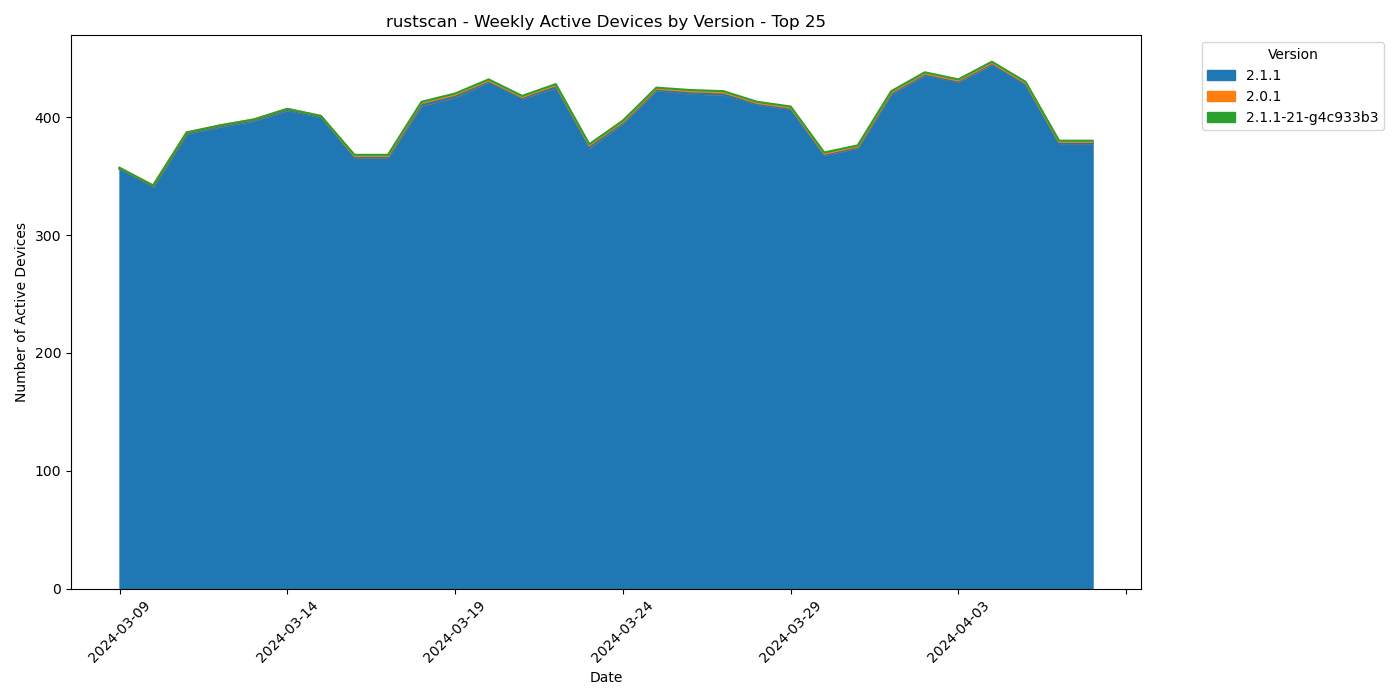 rustscan - Weekly Active Devices by Version - Top 25
Version
2.1.1
2.0.1
2.1.1-21-g4c933b3
Number of Active Devices
400
300
200
100
0
2024-03-09
2024-03-14
2024-03-19
2024-03-24
2024-03-29
2024-04-03
Date